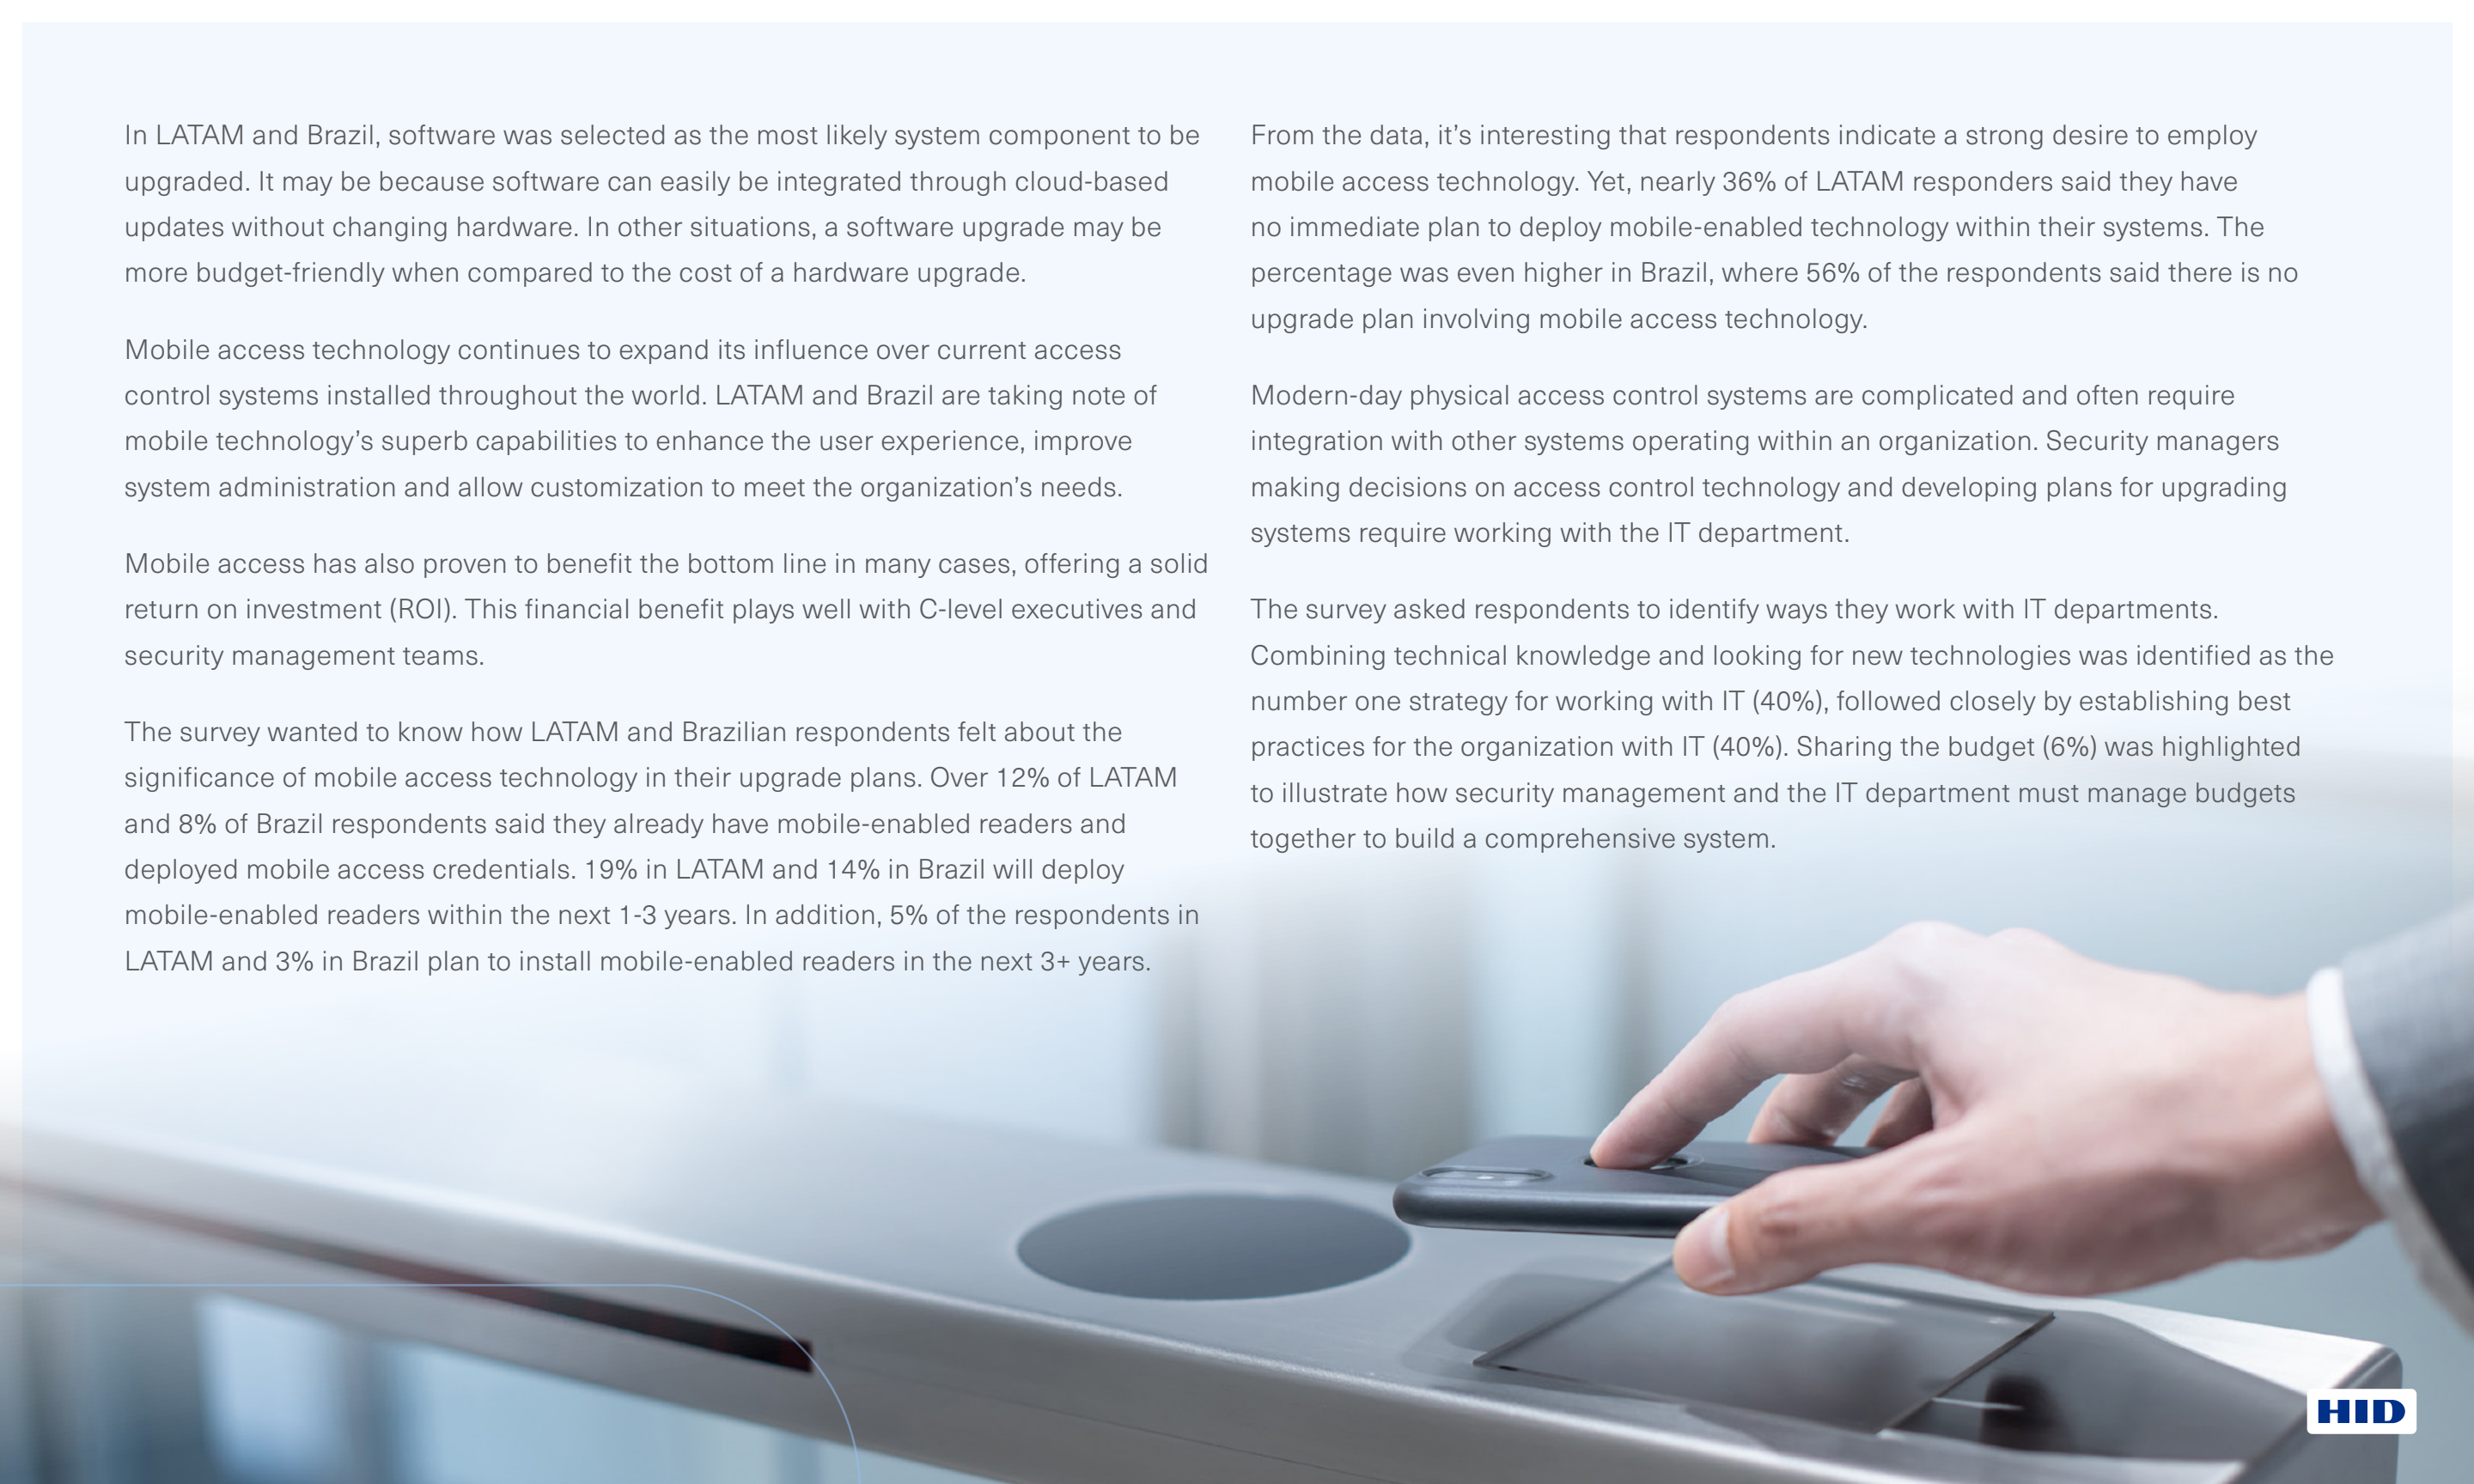 In LATAM and Brazil, software was selected as the most likely system component to be
upgraded. It may be because software can easily be integrated through cloud-based
updates without changing hardware. In other situations, a software upgrade may be
more budget-friendly when compared to the cost of a hardware upgrade.
Mobile access technology continues to expand its influence over current access
control systems installed throughout the world. LATAM and Brazil are taking note of
mobile technology’s superb capabilities to enhance the user experience, improve
system administration and allow customization to meet the organization’s needs.
Mobile access has also proven to benefit the bottom line in many cases, offering a solid
return on investment (ROI). This financial benefit plays well with C-level executives and
security management teams.
The survey wanted to know how LATAM and Brazilian respondents felt about the
significance of mobile access technology in their upgrade plans. Over 12% of LATAM
and 8% of Brazil respondents said they already have mobile-enabled readers and
deployed mobile access credentials. 19% in LATAM and 14% in Brazil will deploy
mobile-enabled readers within the next 1-3 years. In addition, 5% of the respondents in
LATAM and 3% in Brazil plan to install mobile-enabled readers in the next 3+ years.
From the data, it’s interesting that respondents indicate a strong desire to employ
mobile access technology. Yet, nearly 36% of LATAM responders said they have
no immediate plan to deploy mobile-enabled technology within their systems. The
percentage was even higher in Brazil, where 56% of the respondents said there is no
upgrade plan involving mobile access technology.
Modern-day physical access control systems are complicated and often require
integration with other systems operating within an organization. Security managers
making decisions on access control technology and developing plans for upgrading
systems require working with the IT department.
The survey asked respondents to identify ways they work with IT departments.
Combining technical knowledge and looking for new technologies was identified as the
number one strategy for working with IT (40%), followed closely by establishing best
practices for the organization with IT (40%). Sharing the budget (6%) was highlighted
to illustrate how security management and the IT department must manage budgets
together to build a comprehensive system.
HID